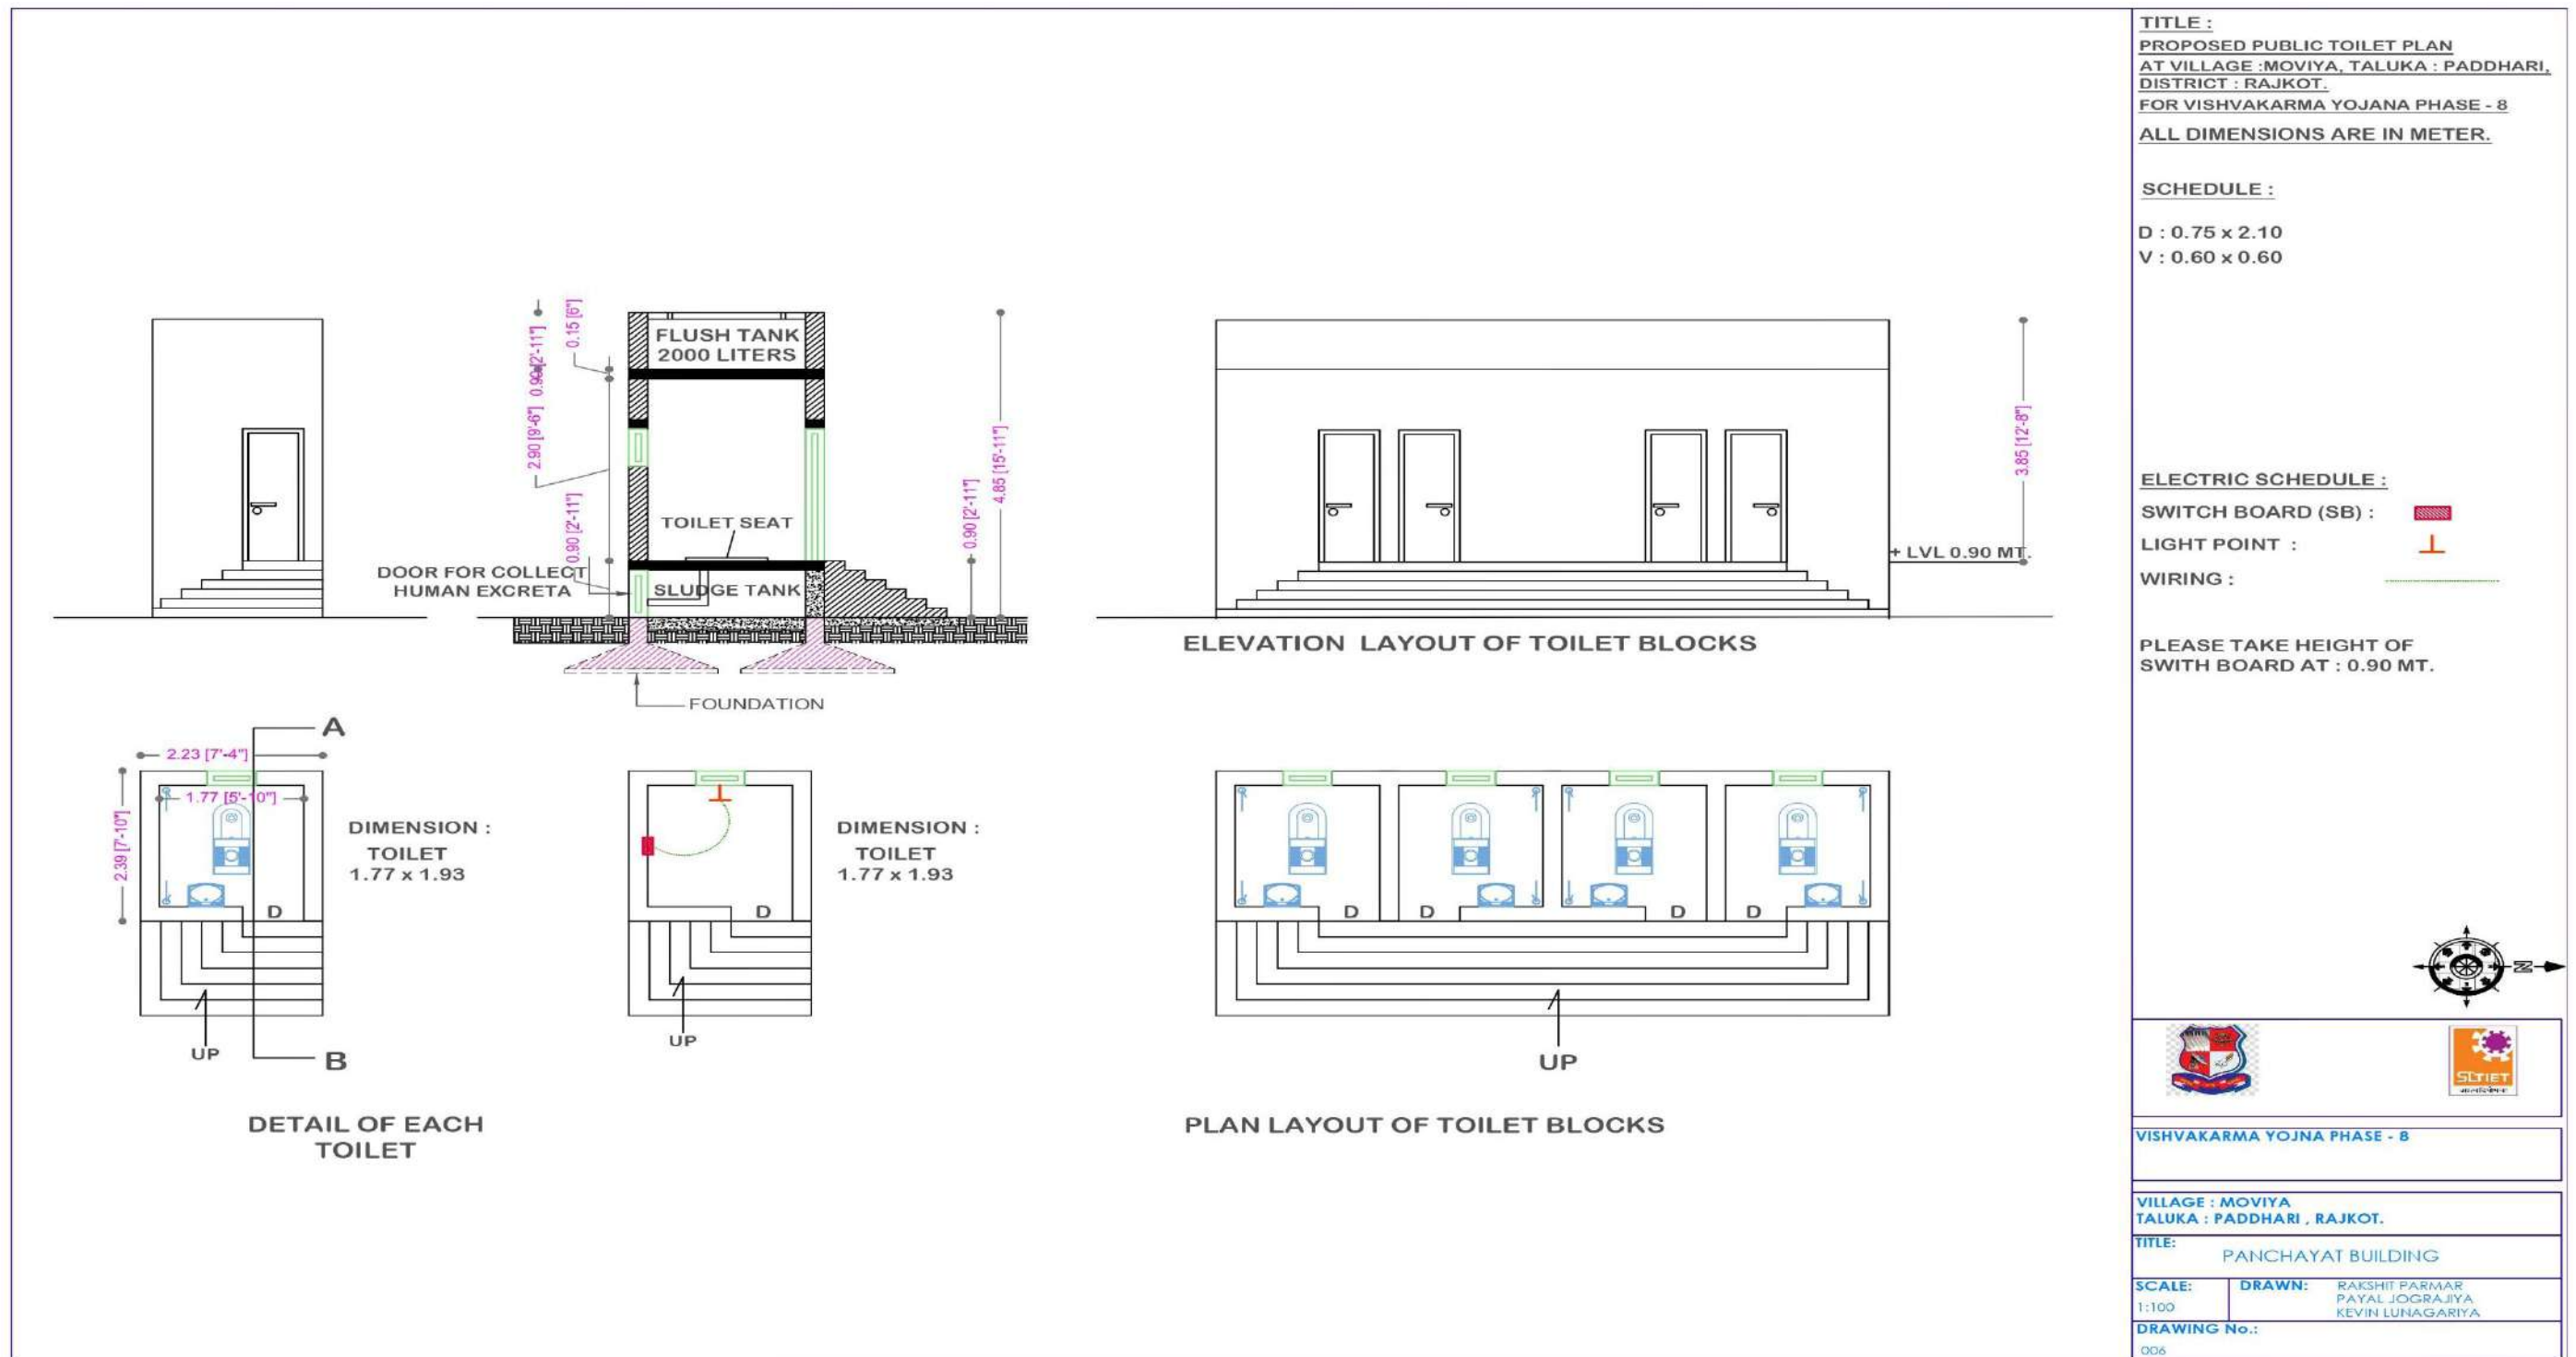 TITLE :
PROPOSED PUBLIC TOILET PLAN
AT VILLAGE :MOVIYA, TALUKA : PADDHARI,
DISTRICT : RAJKOT.
FOR VISHVAKARMA YOJANA PHASE - 8
ALL DIMENSIONS ARE IN METER.
SCHEDULE :
D : 0.75 x 2.10
V : 0.60 x 0.60
ELECTRIC SCHEDULE :
SWITCH BOARD (SB) :
LIGHT POINT :
WIRING :
PLEASE TAKE HEIGHT OF
SWITH BOARD AT : 0.90 MT.
N
SLTIET
VISHVAKARMA YOJNA PHASE - 8
VILLAGE : MOVIYA
TALUKA : PADDHARI , RAJKOT.
TITLE:
PANCHAYAT BUILDING
SCALE:
1:100
DRAWN:
RAKSHIT PARMAR
PAYAL JOGRAJIYA
KEVIN LUNAGARIYA
DRAWING No.:
006
0.15 [6"]
0.90 [2'-11"]
2.90 [9'-6"]
0.90 [2'-11"]
FLUSH TANK
2000 LITERS
TOILET SEAT
DOOR FOR COLLECT
HUMAN EXCRETA
SLUDGE TANK
0.90 [2'-11"]
4.85 [15'-11"]
FOUNDATION
3.85 [12'-8"]
+ LVL 0.90 MT.
ELEVATION LAYOUT OF TOILET BLOCKS
A
2.23 [7'-4"]
1.77 [5'-10"]
2.39 [7'-10"]
D
UP
B
DIMENSION :
TOILET
1.77 x 1.93
DETAIL OF EACH
TOILET
D
UP
DIMENSION :
TOILET
1.77 x 1.93
D
D
D
D
UP
PLAN LAYOUT OF TOILET BLOCKS